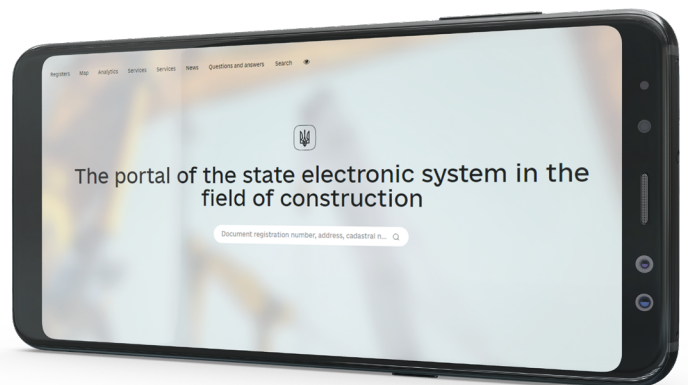 Registers Map Analytics Services Services News Questions and answers Search
The portal of the state electronic system in the
field of construction
Document registration number, address, cadastral n...